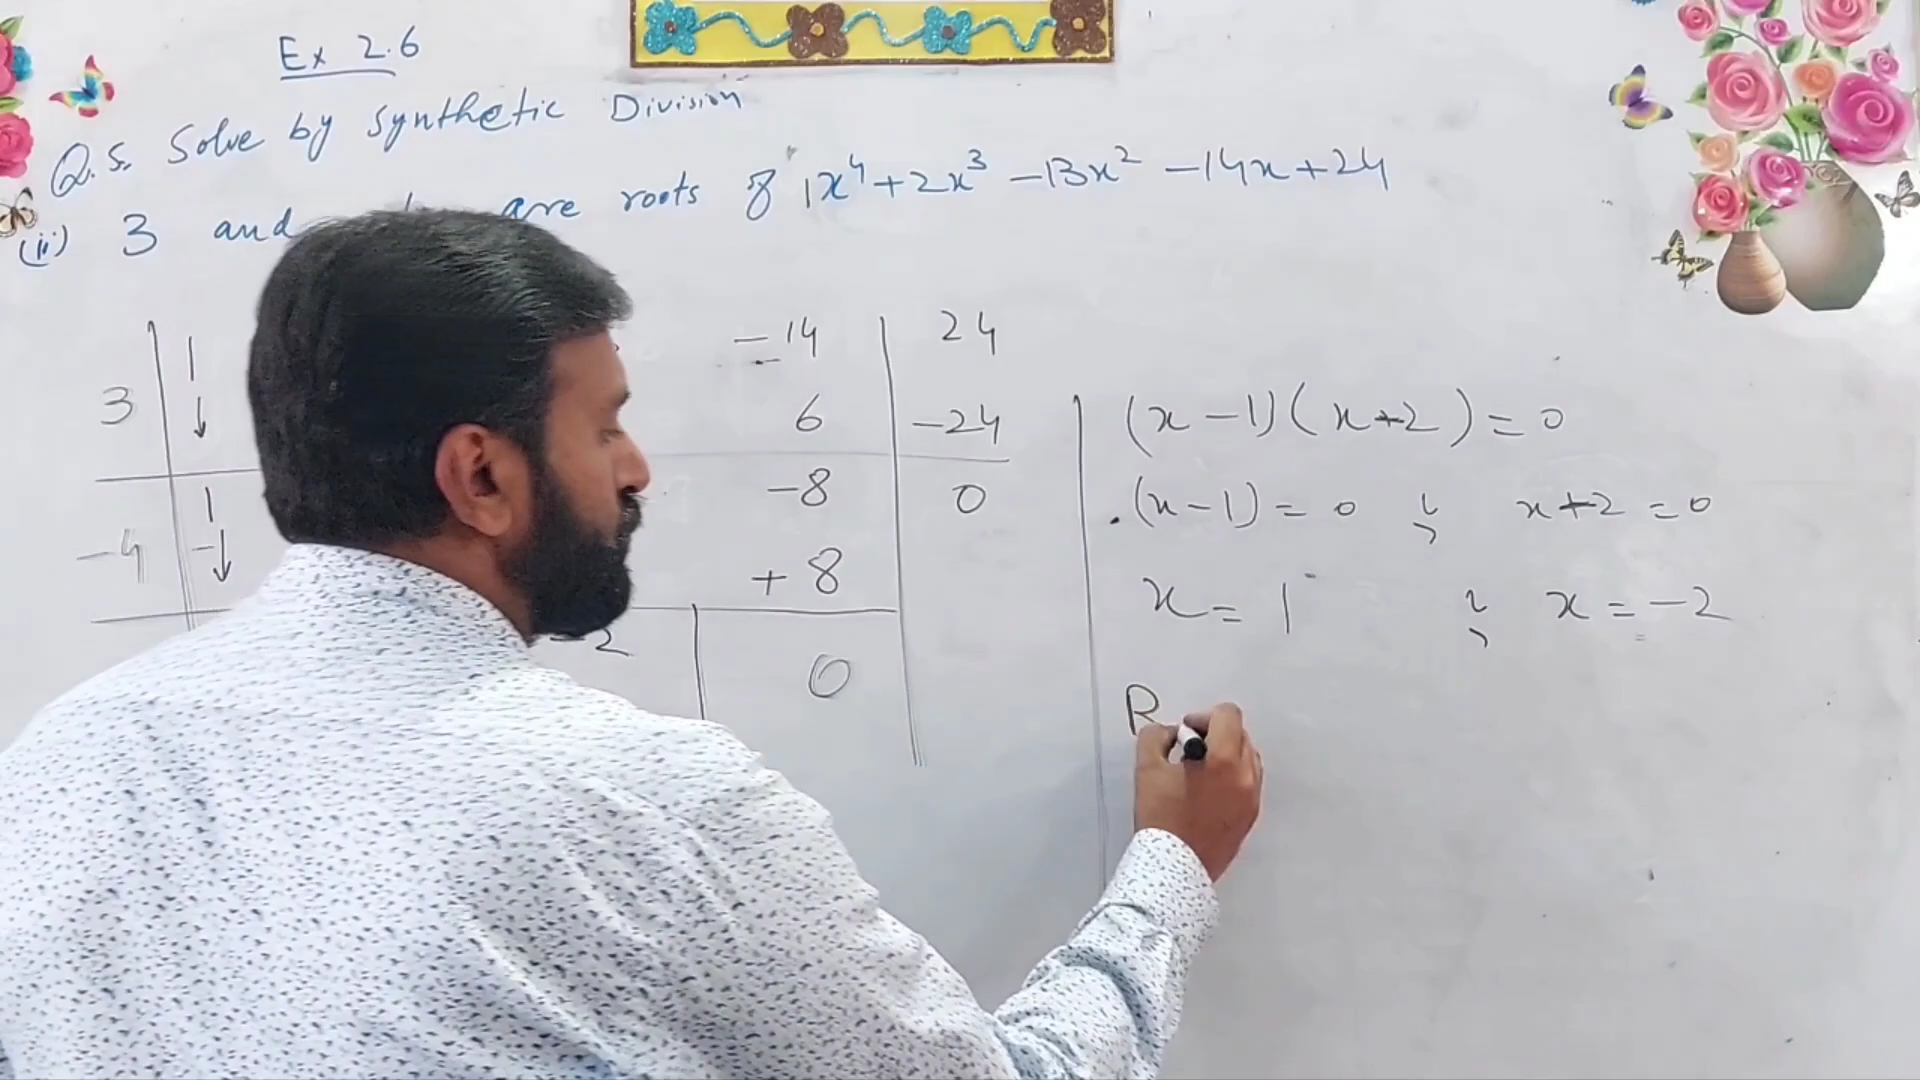 Ex 2.6
Q.5. Solve by Synthetic Division
(ii) 3 and are roots of 1x⁴+2x³-13x²-14x+24
1 -14 24
3 ↓ 6 -24
1 -8 0
-4 ↓ +8
-2 0
(x-1)(x+2)=0
(x-1)=0 ; x+2=0
x=1 ; x=-2
R